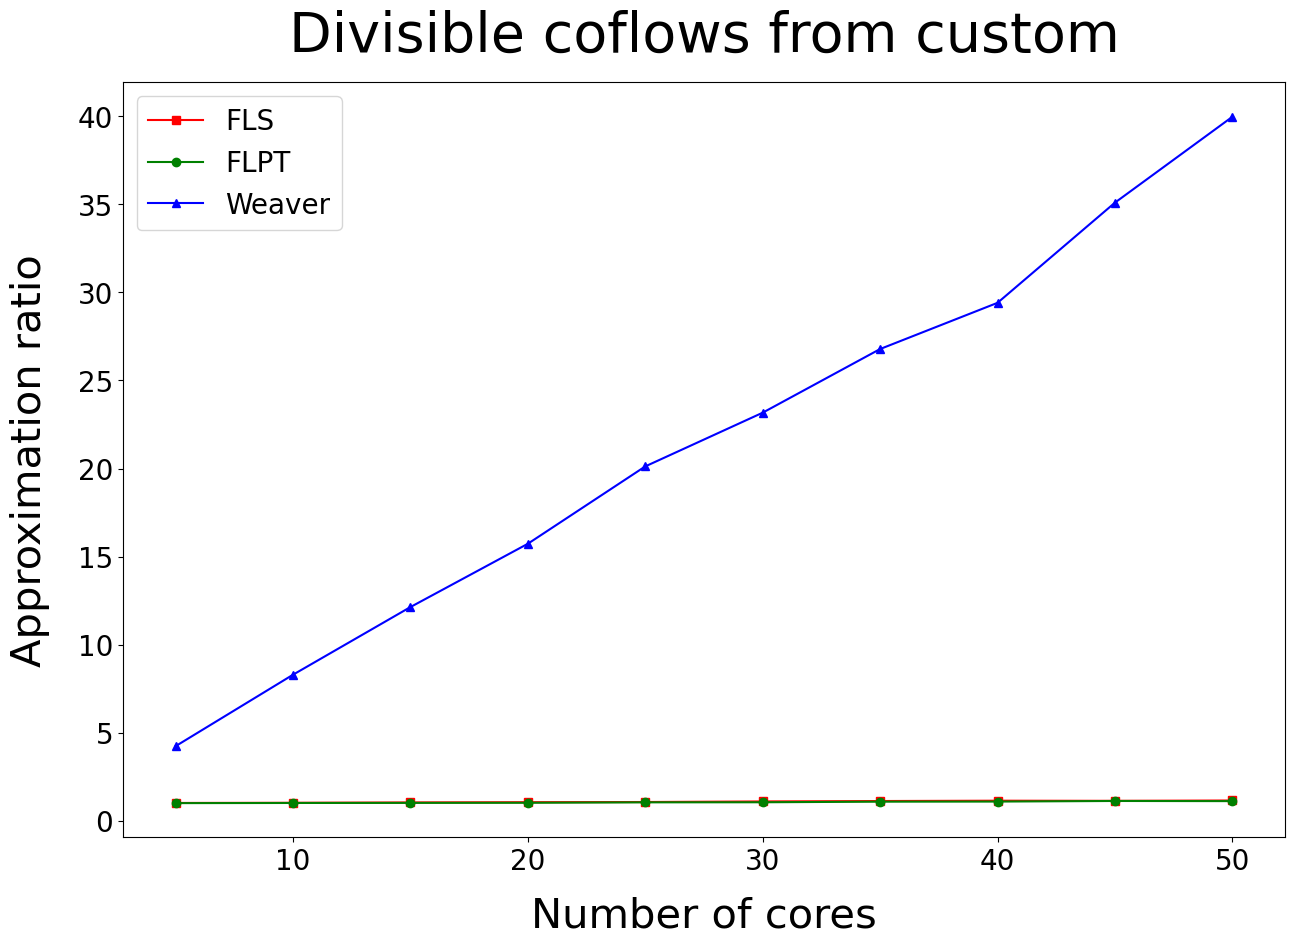 Divisible coflows from custom
FLS
FLPT
Weaver
Approximation ratio
40
35
30
25
20
15
10
5
0
10 20 30 40 50
Number of cores